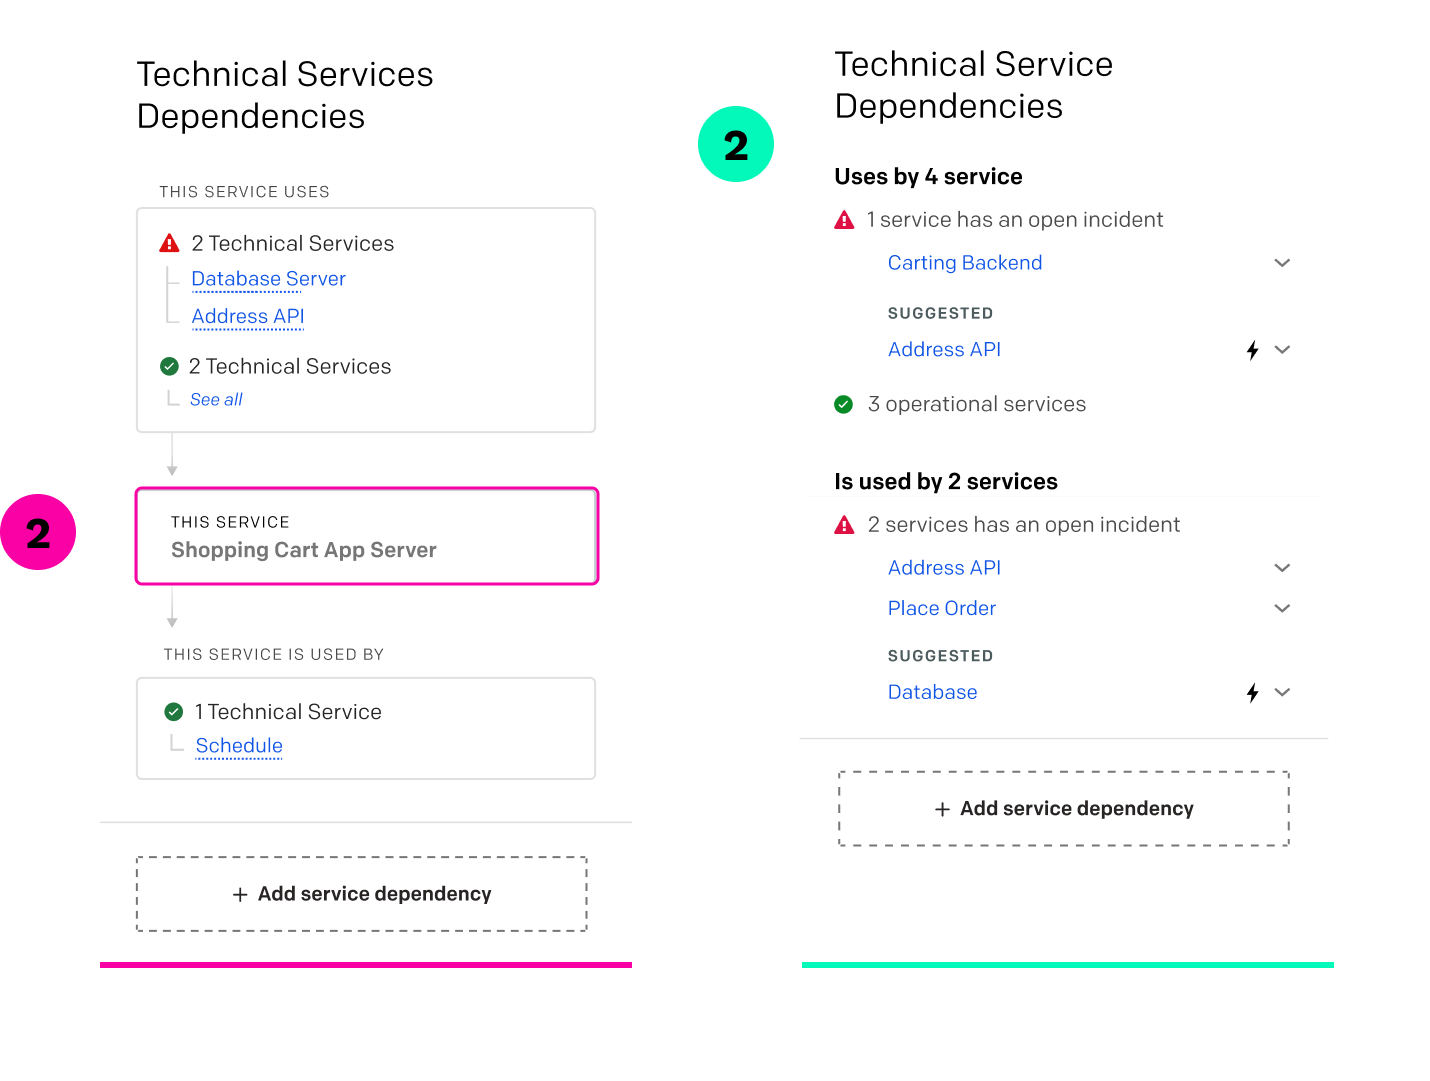 Technical Services
Dependencies
THIS SERVICE USES
2 Technical Services
Database Server
Address API
2 Technical Services
See all
2
THIS SERVICE
Shopping Cart App Server
THIS SERVICE IS USED BY
1 Technical Service
Schedule
+ Add service dependency
2
Technical Service
Dependencies
Uses by 4 service
1 service has an open incident
Carting Backend
SUGGESTED
Address API
3 operational services
Is used by 2 services
2 services has an open incident
Address API
Place Order
SUGGESTED
Database
+ Add service dependency